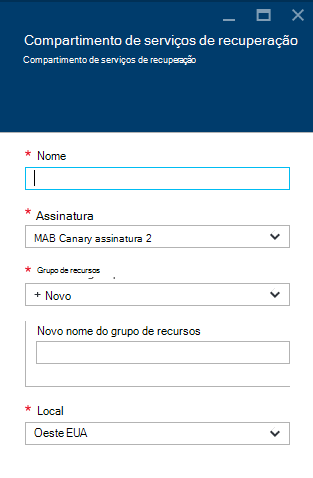 Compartimento de serviços de recuperação
Compartimento de serviços de recuperação
* Nome
* Assinatura
MAB Canary assinatura 2
* Grupo de recursos
+ Novo
Novo nome do grupo de recursos
* Local
Oeste EUA